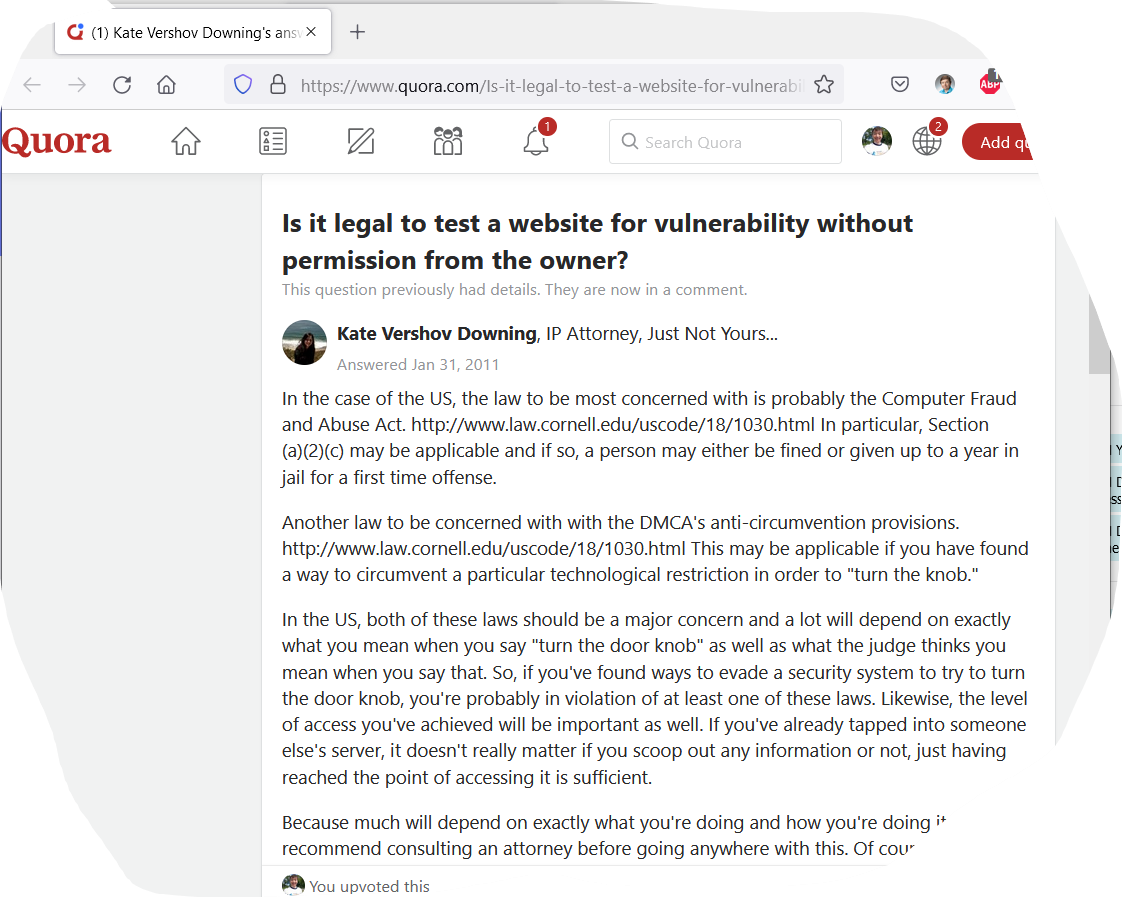 (1) Kate Vershov Downing's ans
https://www.quora.com/Is-it-legal-to-test-a-website-for-vulnerabi
ABP
Quora
1
Search Quora
2
Add
Is it legal to test a website for vulnerability without
permission from the owner?
This question previously had details. They are now in a comment.
Kate Vershov Downing, IP Attorney, Just Not Yours...
Answered Jan 31, 2011
In the case of the US, the law to be most concerned with is probably the Computer Fraud
and Abuse Act. http://www.law.cornell.edu/uscode/18/1030.html In particular, Section
(a)(2)(c) may be applicable and if so, a person may either be fined or given up to a year in
jail for a first time offense.
Another law to be concerned with with the DMCA's anti-circumvention provisions.
http://www.law.cornell.edu/uscode/18/1030.html This may be applicable if you have found
a way to circumvent a particular technological restriction in order to "turn the knob."
In the US, both of these laws should be a major concern and a lot will depend on exactly
what you mean when you say "turn the door knob" as well as what the judge thinks you
mean when you say that. So, if you've found ways to evade a security system to try to turn
the door knob, you're probably in violation of at least one of these laws. Likewise, the level
of access you've achieved will be important as well. If you've already tapped into someone
else's server, it doesn't really matter if you scoop out any information or not, just having
reached the point of accessing it is sufficient.
Because much will depend on exactly what you're doing and how you're doing it
recommend consulting an attorney before going anywhere with this. Of
You upvoted this